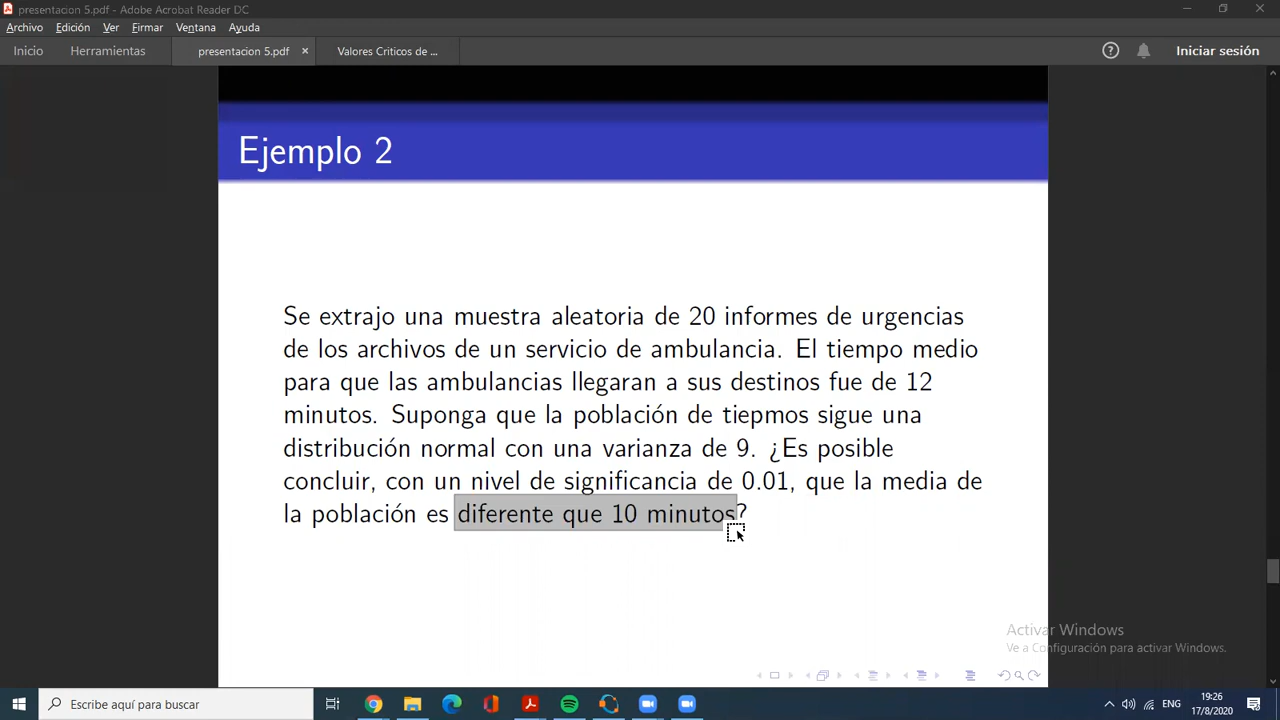 presentacion 5.pdf - Adobe Acrobat Reader DC
Archivo Edición Ver Firmar Ventana Ayuda
Inicio Herramientas presentacion 5.pdf × Valores Criticos de ... Iniciar sesión
Ejemplo 2
Se extrajo una muestra aleatoria de 20 informes de urgencias
de los archivos de un servicio de ambulancia. El tiempo medio
para que las ambulancias llegaran a sus destinos fue de 12
minutos. Suponga que la población de tiepmos sigue una
distribución normal con una varianza de 9. ¿Es posible
concluir, con un nivel de significancia de 0.01, que la media de
la población es diferente que 10 minutos?
Activar Windows
Ve a Configuración para activar Windows.
Escribe aquí para buscar
ENG
19:26
17/8/2020